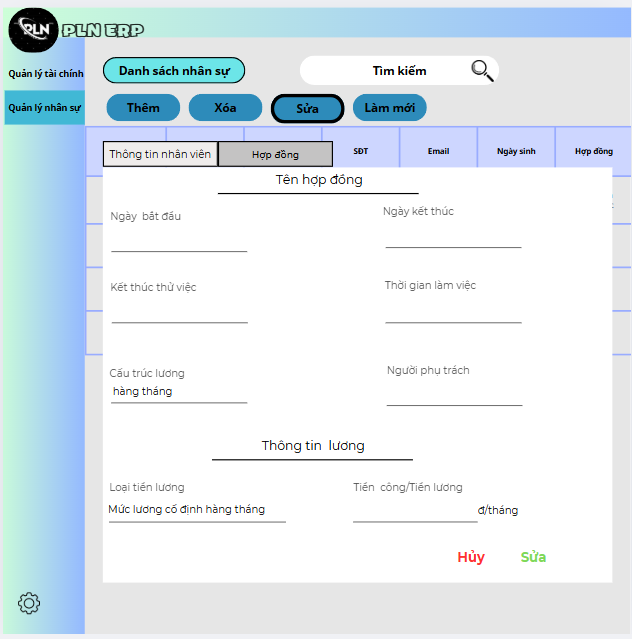 PLN PLN ERP
Quản lý tài chính
Quản lý nhân sự
Danh sách nhân sự
Tìm kiếm
Thêm
Xóa
Sửa
Làm mới
Thông tin nhân viên
Hợp đồng
SĐT
Email
Ngày sinh
Hợp đồng
Tên hợp đồng
Ngày bắt đầu
Ngày kết thúc
Kết thúc thử việc
Thời gian làm việc
Cấu trúc lương
hàng tháng
Người phụ trách
Thông tin lương
Loại tiền lương
Tiền công/Tiền lương
Mức lương cố định hàng tháng
đ/tháng
Hủy
Sửa